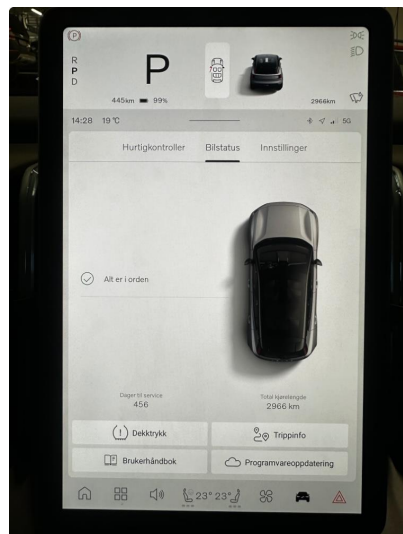 P
R
P
D
P
445km 99%
2966km
14:28 19°C
5G
Hurtigkontroller Bilstatus Innstillinger
Alt er i orden
Dager til service
456
Total kjørelengde
2966 km
Dekktrykk
Trippinfo
Brukerhåndbok
Programvareoppdatering
23° 23°